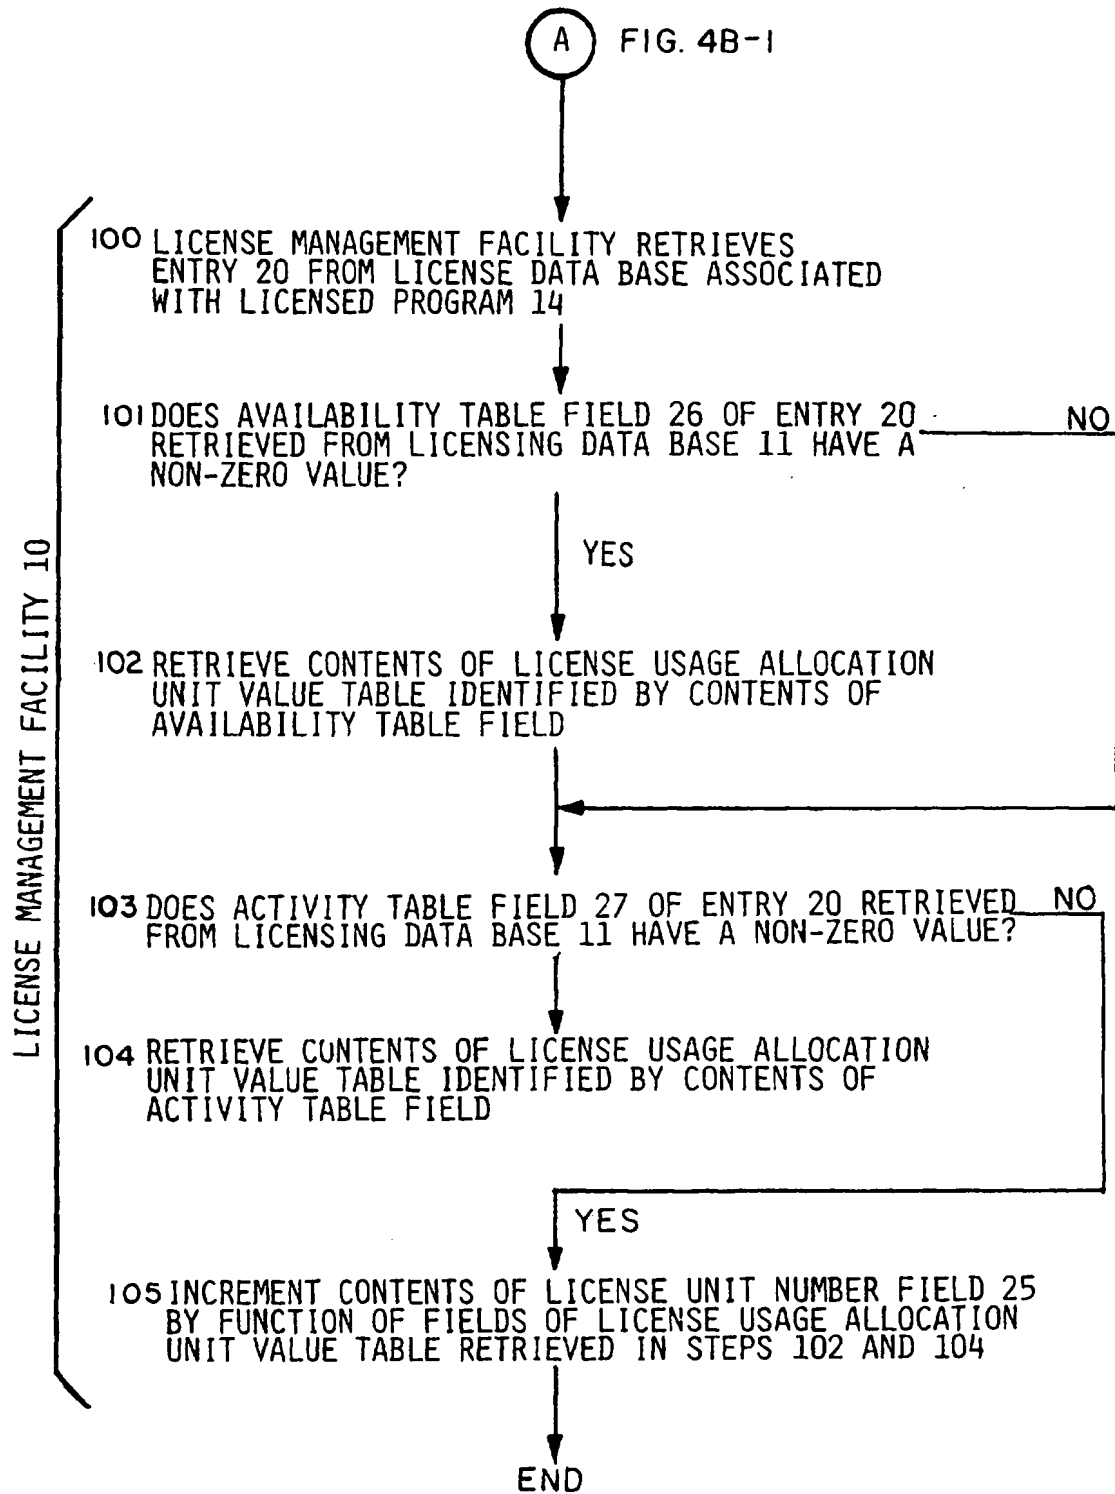 A FIG. 4B-1
100 LICENSE MANAGEMENT FACILITY RETRIEVES
ENTRY 20 FROM LICENSE DATA BASE ASSOCIATED
WITH LICENSED PROGRAM 14
101 DOES AVAILABILITY TABLE FIELD 26 OF ENTRY 20
RETRIEVED FROM LICENSING DATA BASE 11 HAVE A
NON-ZERO VALUE?
NO
YES
102 RETRIEVE CONTENTS OF LICENSE USAGE ALLOCATION
UNIT VALUE TABLE IDENTIFIED BY CONTENTS OF
AVAILABILITY TABLE FIELD
103 DOES ACTIVITY TABLE FIELD 27 OF ENTRY 20 RETRIEVED
FROM LICENSING DATA BASE 11 HAVE A NON-ZERO VALUE?
NO
104 RETRIEVE CONTENTS OF LICENSE USAGE ALLOCATION
UNIT VALUE TABLE IDENTIFIED BY CONTENTS OF
ACTIVITY TABLE FIELD
YES
105 INCREMENT CONTENTS OF LICENSE UNIT NUMBER FIELD 25
BY FUNCTION OF FIELDS OF LICENSE USAGE ALLOCATION
UNIT VALUE TABLE RETRIEVED IN STEPS 102 AND 104
END
LICENSE MANAGEMENT FACILITY 10